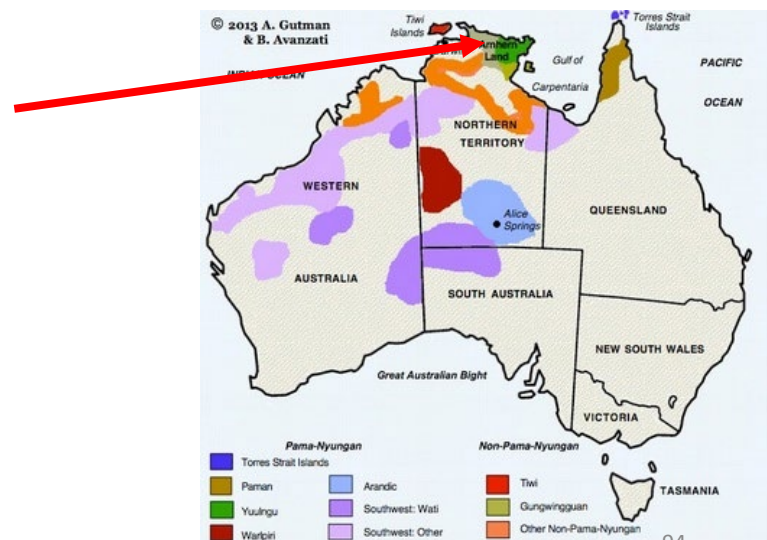 © 2013 A. Gutman
& B. Avanzati
Tiwi
Islands
Torres Strait
Islands
Arnhem
Land
Gulf of
Carpentaria
PACIFIC
OCEAN
OCEAN
NORTHERN
TERRITORY
WESTERN
AUSTRALIA
QUEENSLAND
Alice
Springs
SOUTH AUSTRALIA
NEW SOUTH WALES
Great Australian Bight
VICTORIA
TASMANIA
Pama-Nyungan
Non-Pama-Nyungan
Torres Strait Islands
Paman
Arandic
Tiwi
Yuulngu
Southwest: Wati
Gungwingguan
Warlpiri
Southwest: Other
Other Non-Pama-Nyungan